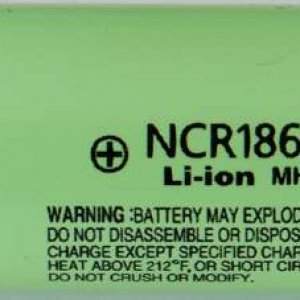 NCR186
Li-ion MH
WARNING :BATTERY MAY EXPLOD
DO NOT DISASSEMBLE OR DISPOS
CHARGE EXCEPT SPECIFIED CHAR
HEAT ABOVE 212°F, OR SHORT CIR
DO NOT CRUSH OR MODIFY.